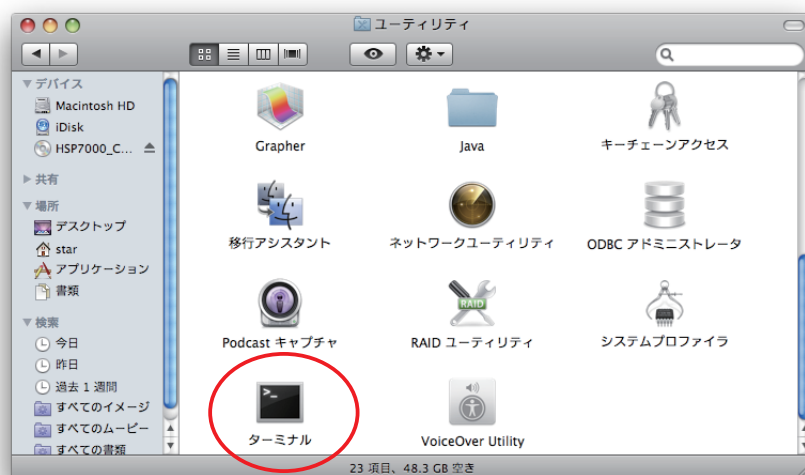 ユーティリティ
デバイス
Macintosh HD
iDisk
HSP7000_C...
共有
場所
デスクトップ
star
アプリケーション
書類
検索
今日
昨日
過去 1 週間
すべてのイメージ
すべてのムービー
すべての書類
Grapher
Java
キーチェーンアクセス
移行アシスタント
ネットワークユーティリティ
ODBC アドミニストレータ
RAID
Podcast キャプチャ
RAID ユーティリティ
システムプロファイラ
>_
ターミナル
VoiceOver Utility
23 項目、48.3 GB 空き